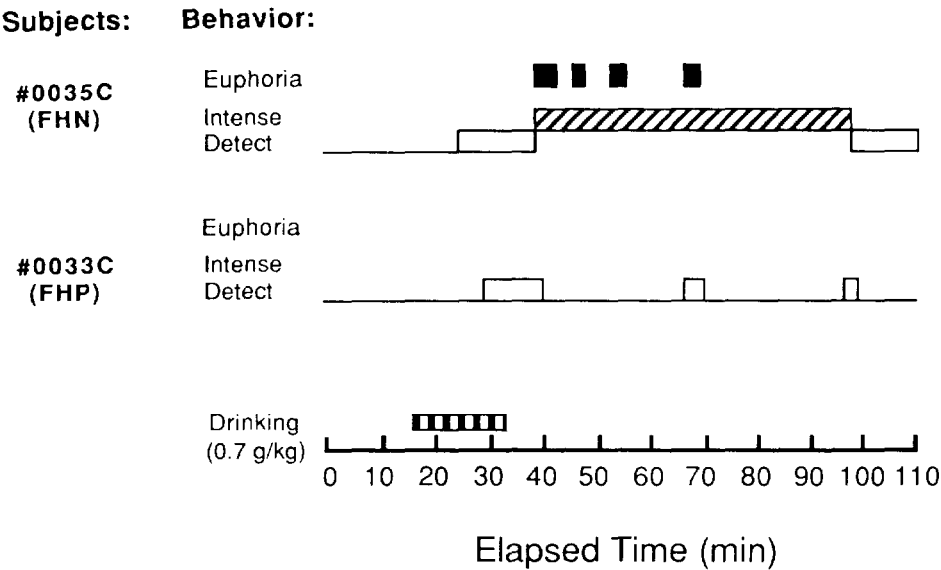 Subjects: Behavior:
#0035C
(FHN)
Euphoria
Intense
Detect
#0033C
(FHP)
Euphoria
Intense
Detect
Drinking
(0.7 g/kg)
0 10 20 30 40 50 60 70 80 90 100 110
Elapsed Time (min)